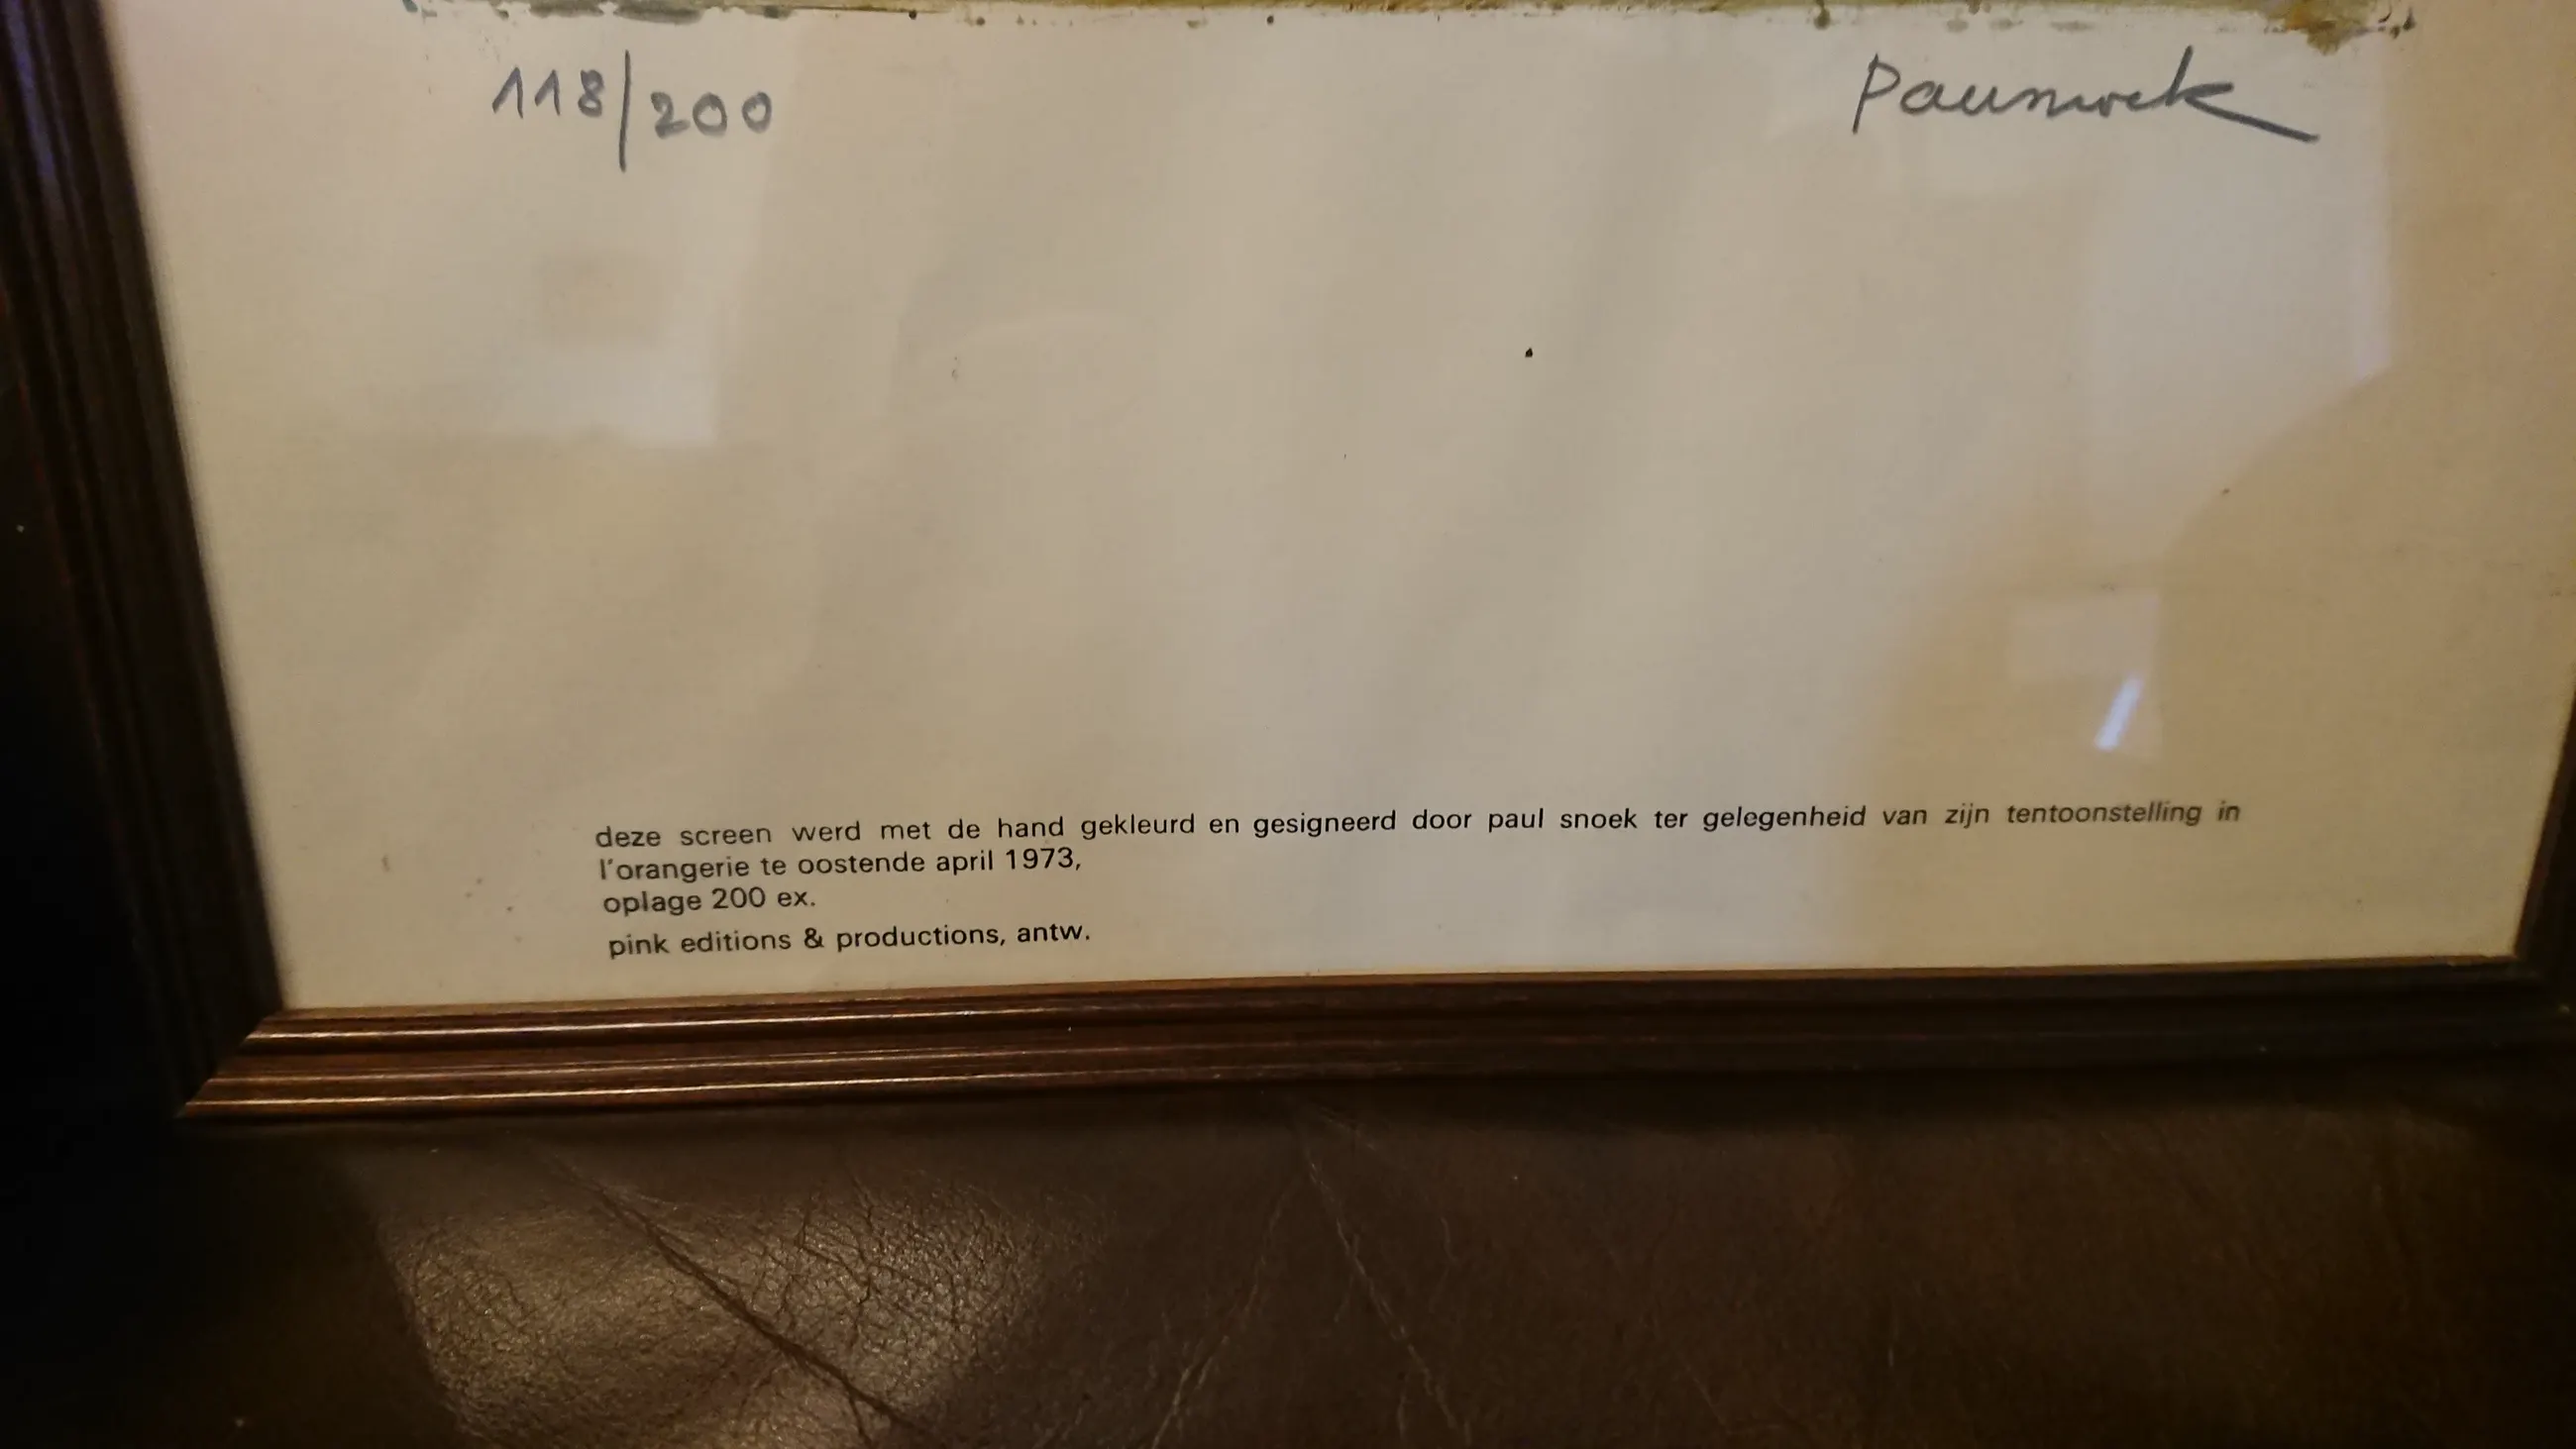 118/200
Paunoek
deze screen werd met de hand gekleurd en gesigneerd door paul snoek ter gelegenheid van zijn tentoonstelling in
l'orangerie te oostende april 1973,
oplage 200 ex.
pink editions & productions, antw.